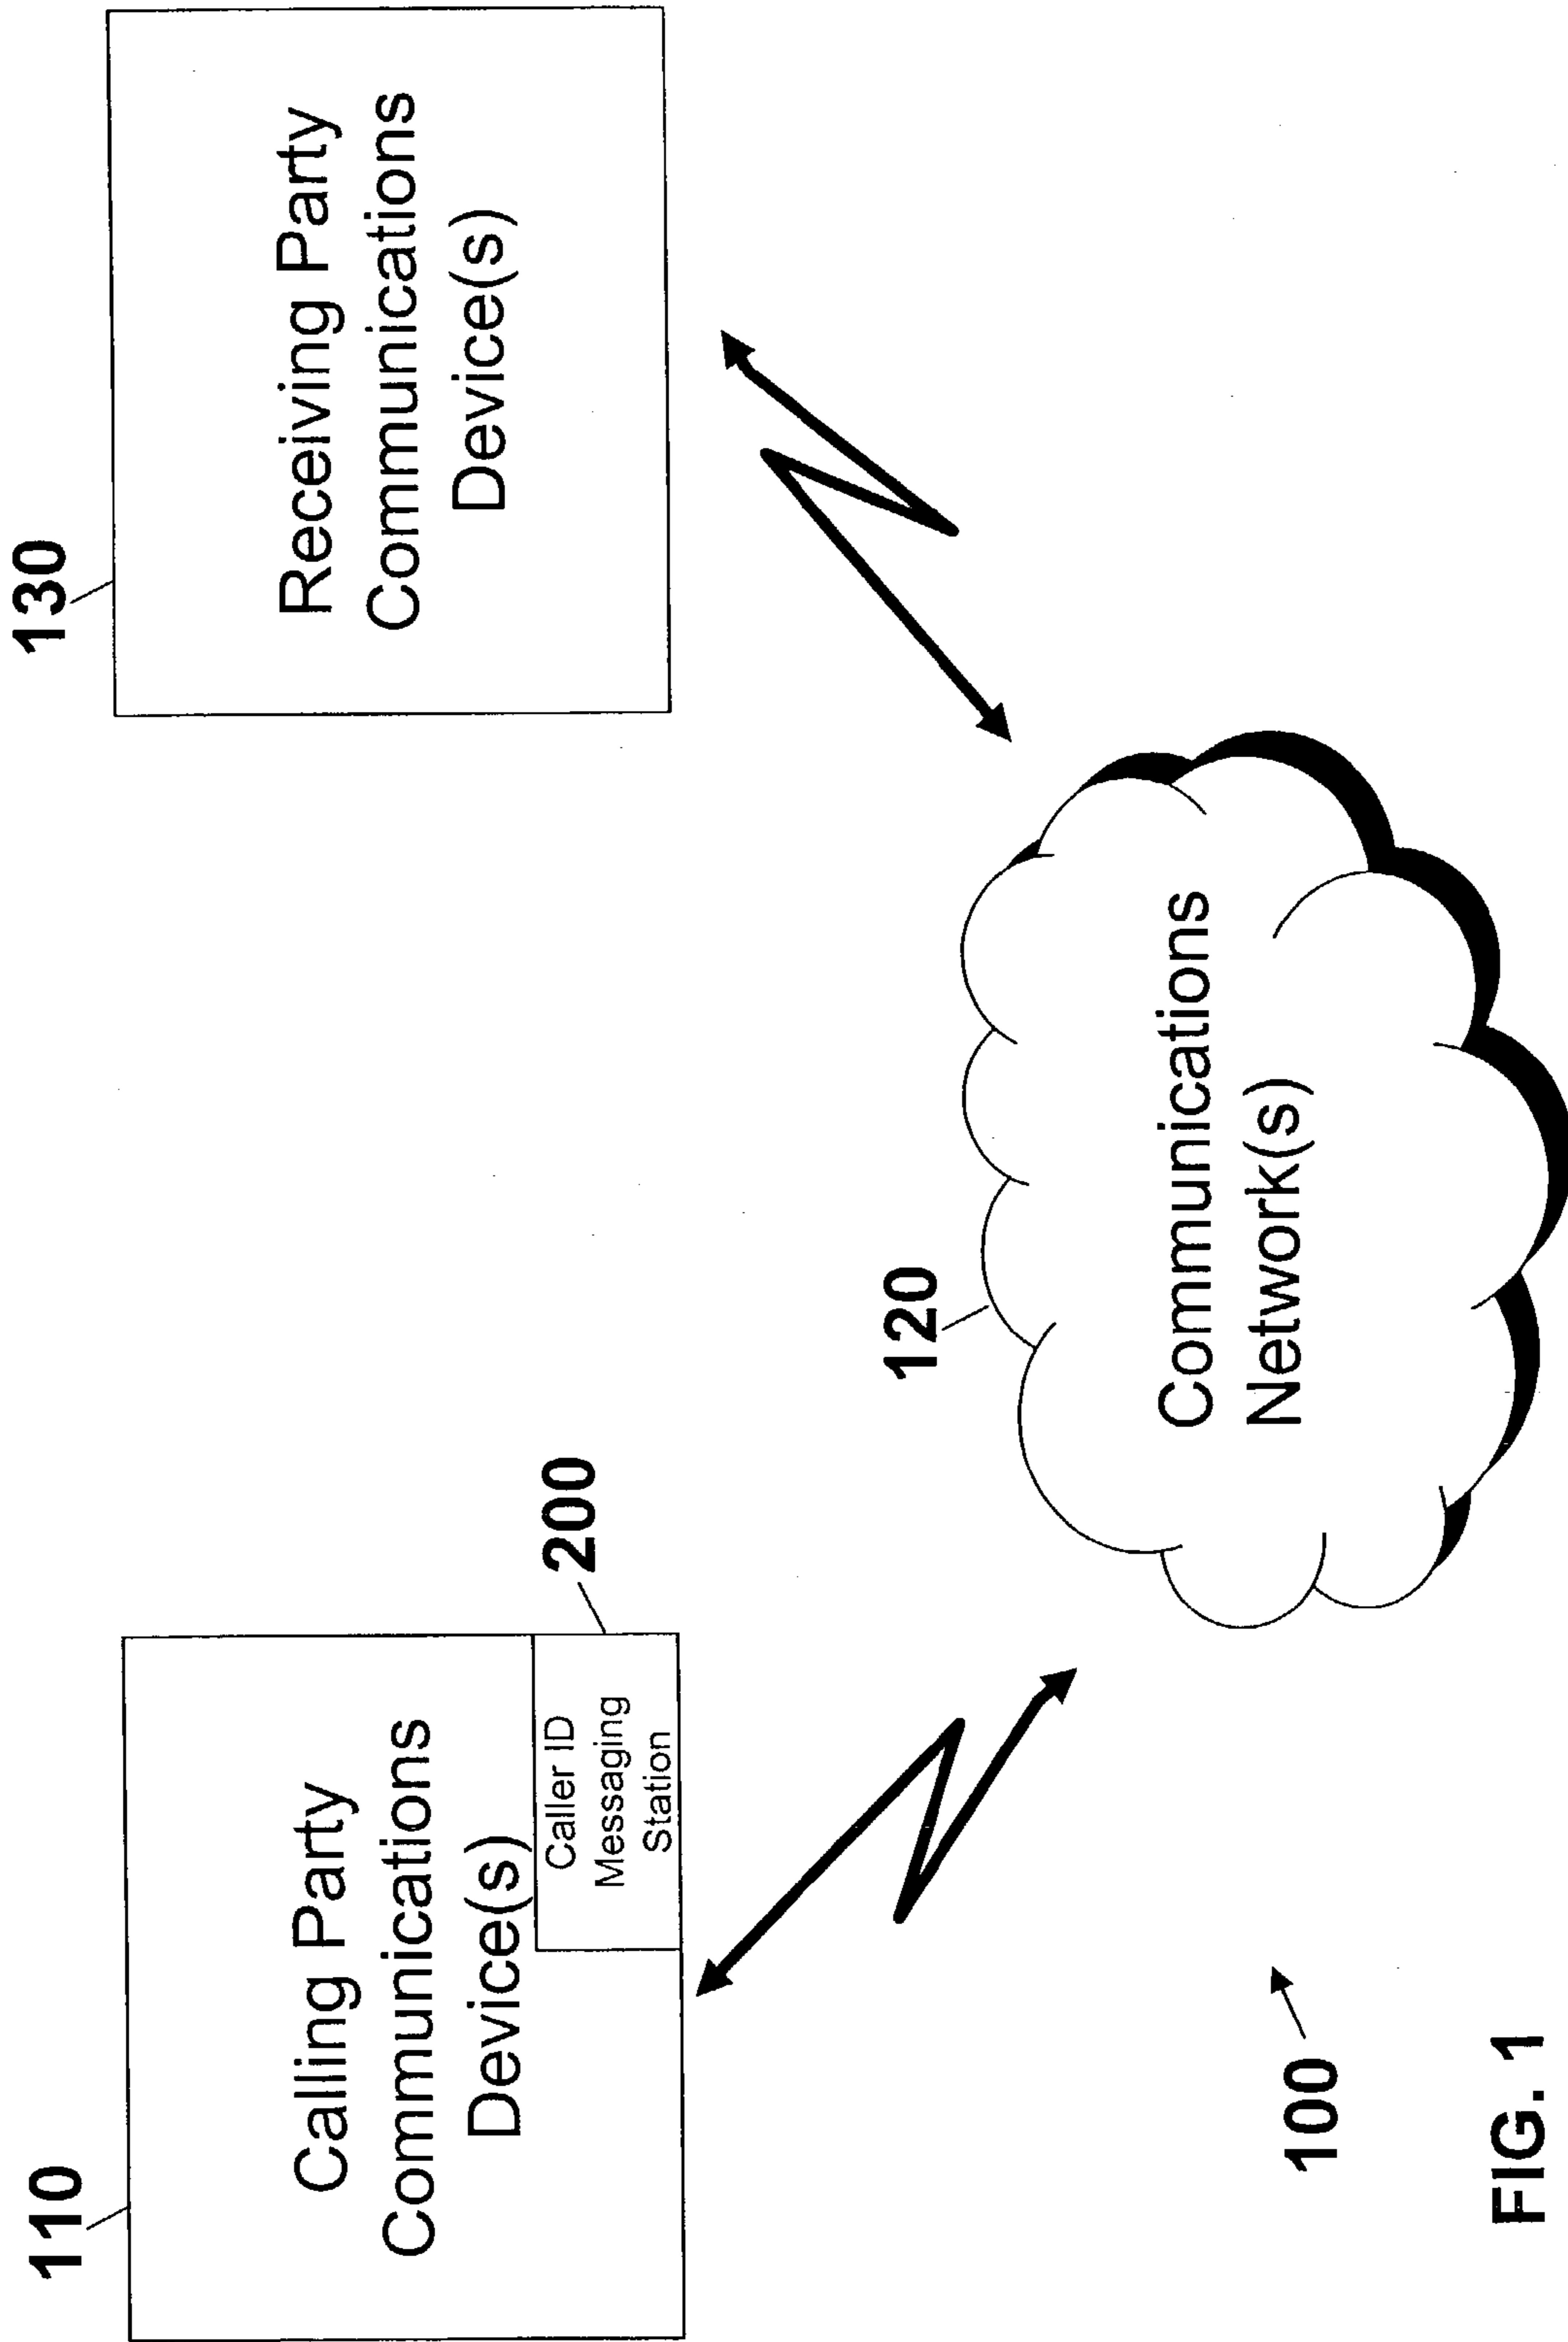 110
Calling Party
Communications
Device(s)
Caller ID
Messaging
Station
200
130
Receiving Party
Communications
Device(s)
120
Communications
Network(s)
100
FIG. 1